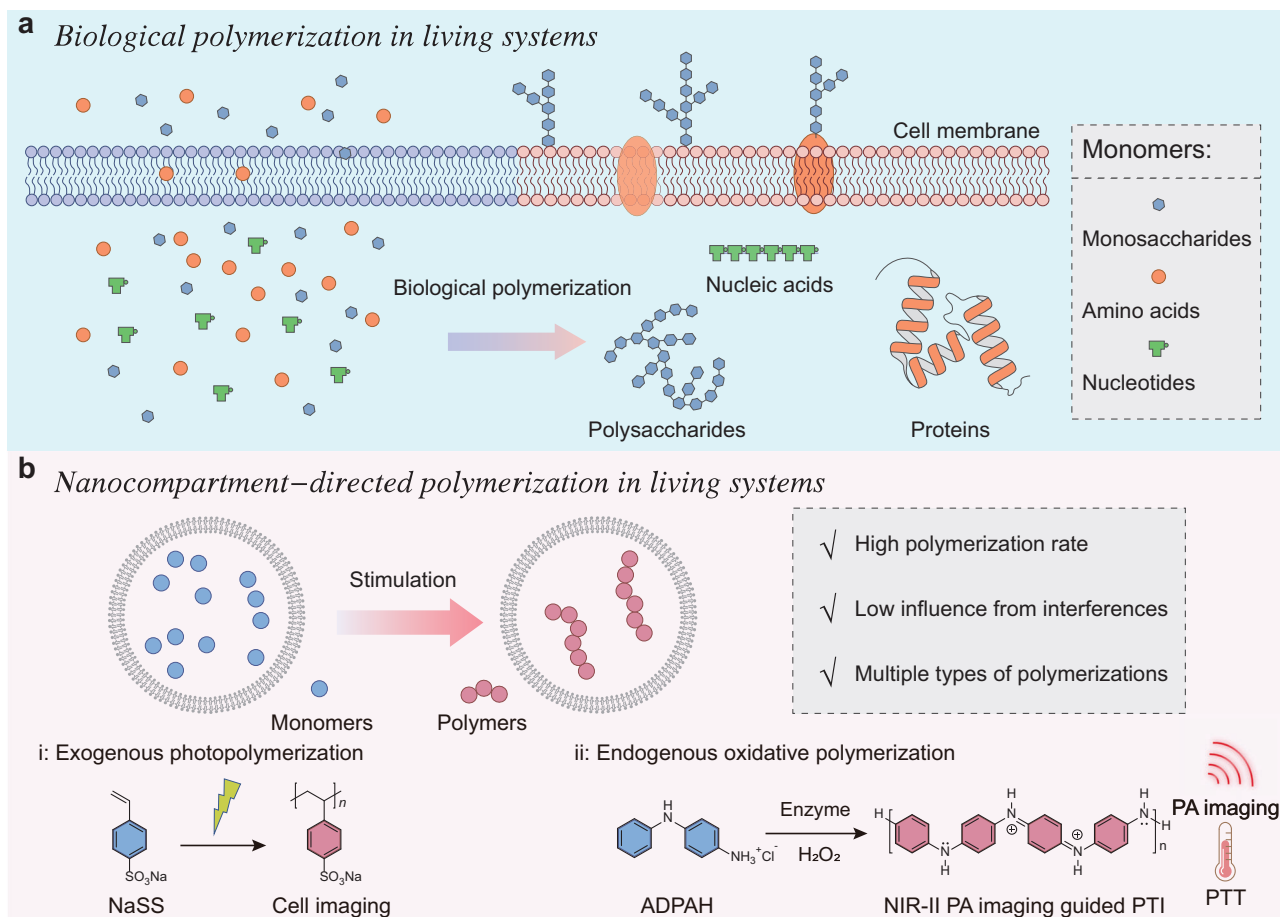 a Biological polymerization in living systems
Cell membrane
Monomers:
Monosaccharides
Amino acids
Nucleotides
Biological polymerization
Nucleic acids
Polysaccharides
Proteins
b Nanocompartment−directed polymerization in living systems
Stimulation
Monomers
Polymers
√ High polymerization rate
√ Low influence from interferences
√ Multiple types of polymerizations
i: Exogenous photopolymerization
SO₃Na
NaSS
n
SO₃Na
Cell imaging
ii: Endogenous oxidative polymerization
H
N
NH₃⁺Cl⁻
ADPAH
Enzyme
H₂O₂
H
N
H
H
N
⊕
⊕
N
H
H
N
H
n
NIR-II PA imaging guided PTI
PA imaging
PTT